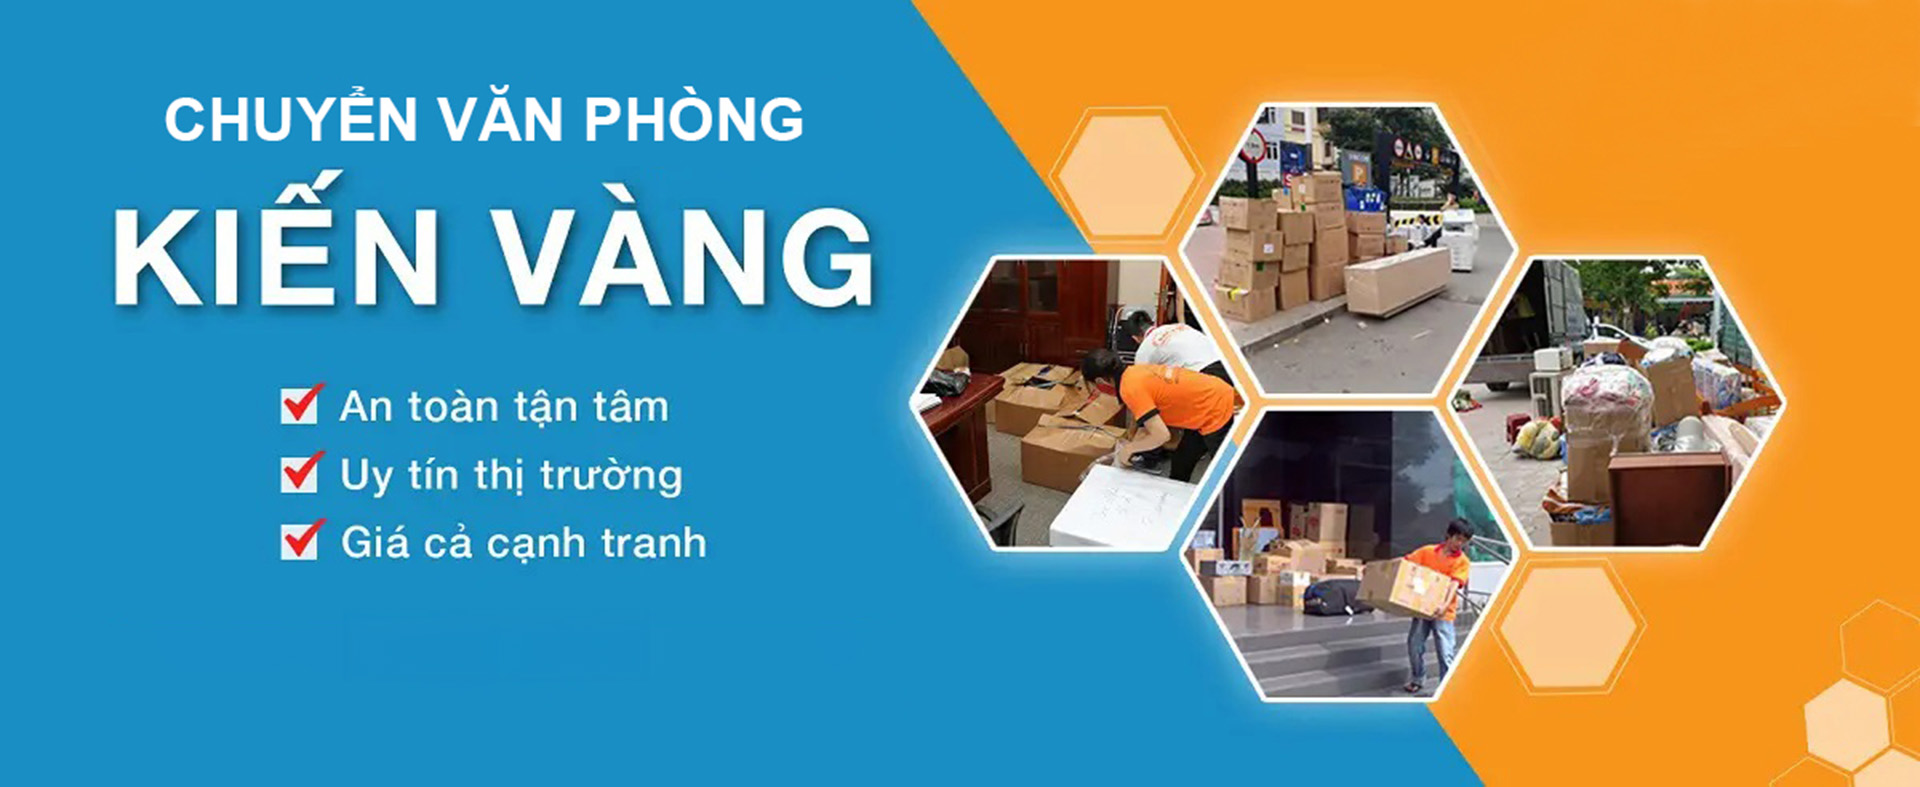 CHUYỂN VĂN PHÒNG
KIẾN VÀNG
An toàn tận tâm
Uy tín thị trường
Giá cả cạnh tranh